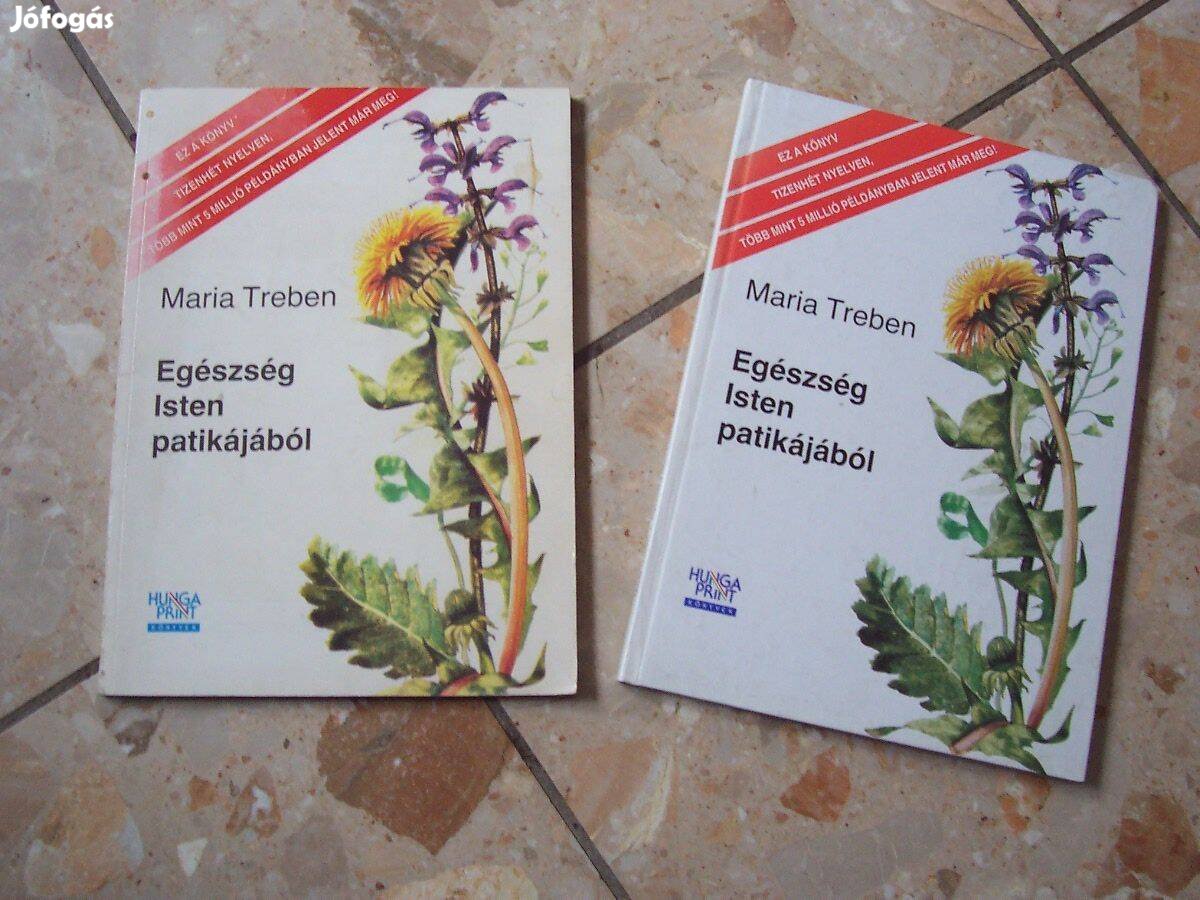 Jófogás
EZ A KÖNYV
TIZENHÉT NYELVEN,
TÖBB MINT 5 MILLIÓ PÉLDÁNYBAN JELENT MÁR MEG!
Maria Treben
Egészség
Isten
patikájából
HUNGA
PRINT
KÖNYVEK
EZ A KÖNYV
TIZENHÉT NYELVEN,
TÖBB MINT 5 MILLIÓ PÉLDÁNYBAN JELENT MÁR MEG!
Maria Treben
Egészség
Isten
patikájából
HUNGA
PRINT
KÖNYVEK